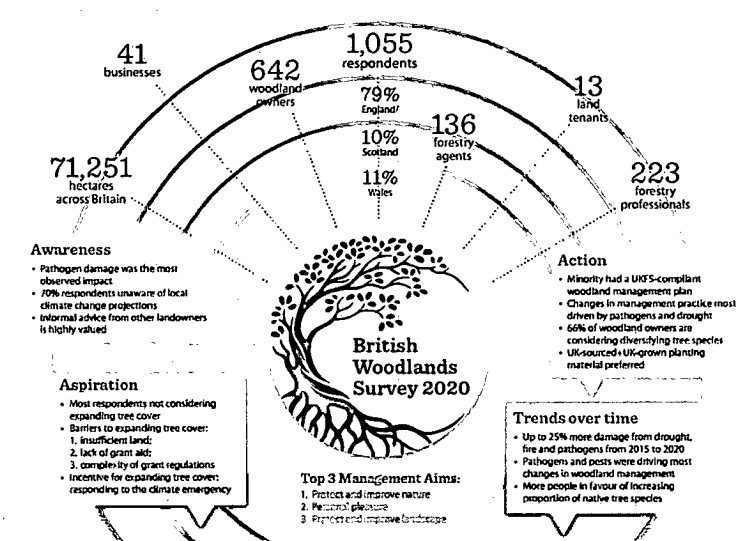 1,055
respondents
41
businesses
642
woodland
owners
79%
England/
13
land
tenants
10%
Scotland
136
forestry
agents
71,251
hectares
across Britain
11%
Wales
223
forestry
professionals
Awareness
• Pathogen damage was the most
observed impact
• 70% respondents unaware of local
climate change projections
• Informal advice from other landowners
is highly valued
Action
• Minority had a UKFS-compliant
woodland management plan
• Changes in management practice most
driven by pathogens and drought
• 66% of woodland owners are
considering diversifying tree species
• UK-sourced+UK-grown planting
material preferred
British
Woodlands
Survey 2020
Aspiration
• Most respondents not considering
expanding tree cover
• Barriers to expanding tree cover:
1. insufficient land;
2. lack of grant aid;
3. complexity of grant regulations
• Incentive for expanding tree cover:
responding to the climate emergency
Trends over time
• Up to 25% more damage from drought,
fire and pathogens from 2015 to 2020
• Pathogens and pests were driving most
changes in woodland management
• More people in favour of increasing
proportion of native tree species
Top 3 Management Aims:
1. Protect and improve nature
2. Personal pleasure
3. Protect and improve landscape